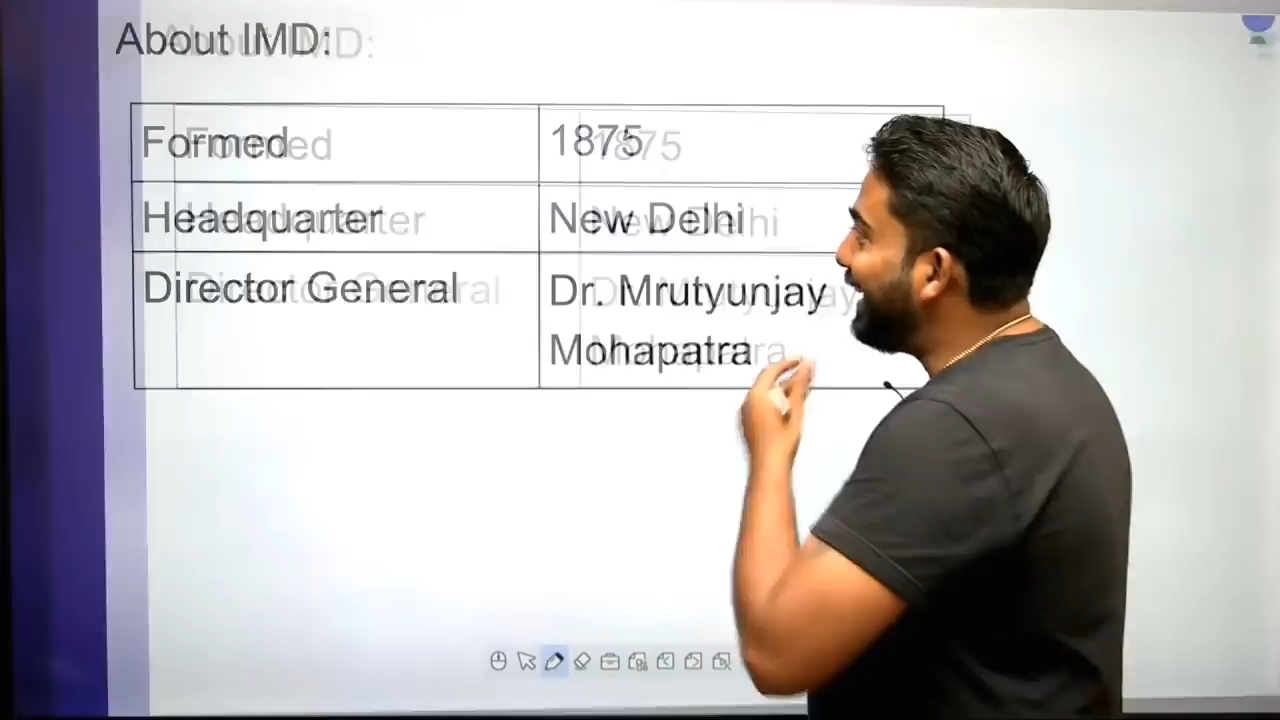 About IMD:
Formed 1875
Headquarter New Delhi
Director General Dr. Mrutyunjay
Mohapatra